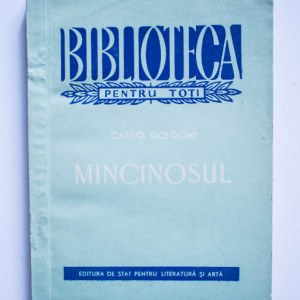 BIBLIOTECA
PENTRU TOȚI
CARLO GOLDONI
MINCINOSUL
EDITURA DE STAT PENTRU LITERATURĂ ȘI ARTĂ